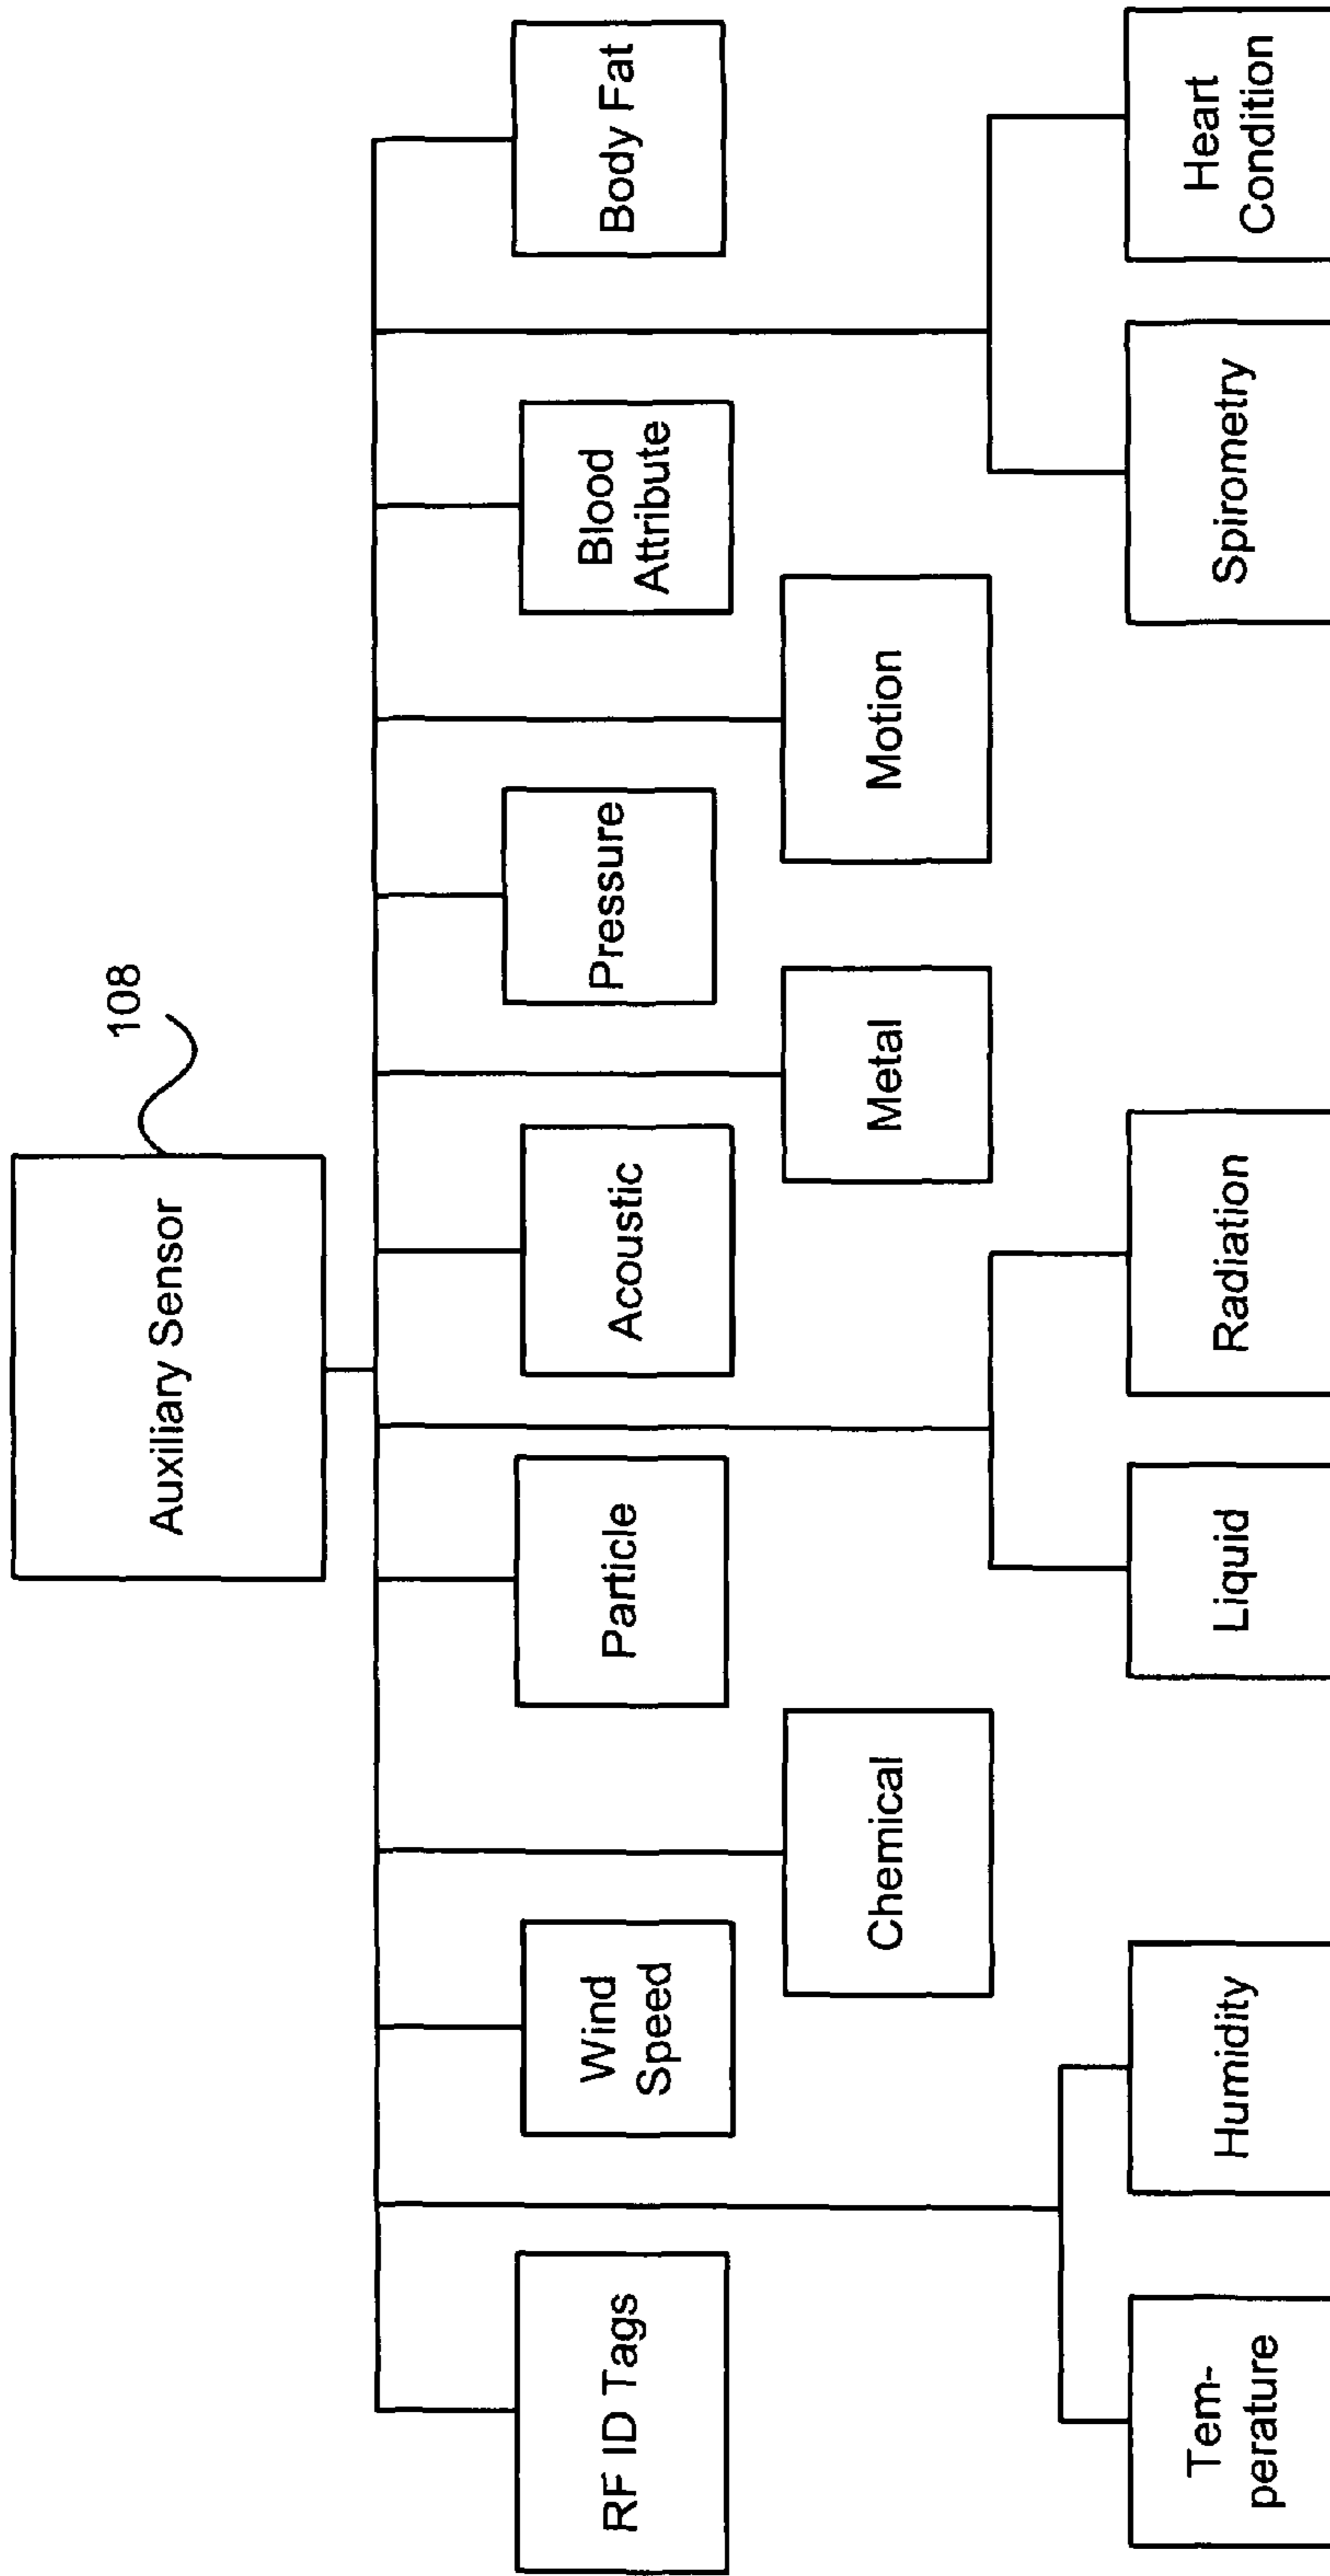 108
Auxiliary Sensor
RF ID Tags
Wind
Speed
Particle
Acoustic
Pressure
Blood
Attribute
Body Fat
Chemical
Metal
Motion
Tem-
perature
Humidity
Liquid
Radiation
Spirometry
Heart
Condition